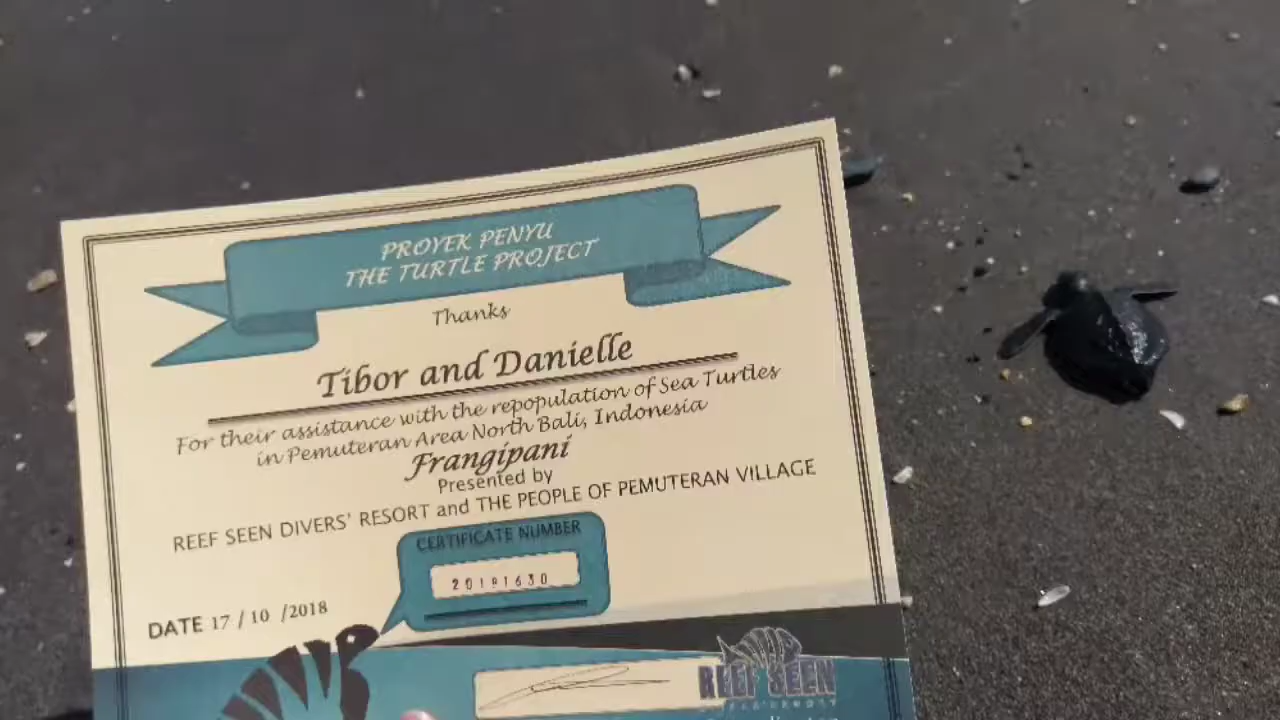 PROYEK PENYU
THE TURTLE PROJECT
Thanks
Tibor and Danielle
For their assistance with the repopulation of Sea Turtles
in Pemuteran Area North Bali, Indonesia
Frangipani
Presented by
REEF SEEN DIVERS' RESORT and THE PEOPLE OF PEMUTERAN VILLAGE
CERTIFICATE NUMBER
DATE 17 / 10 /2018
REEF SEEN